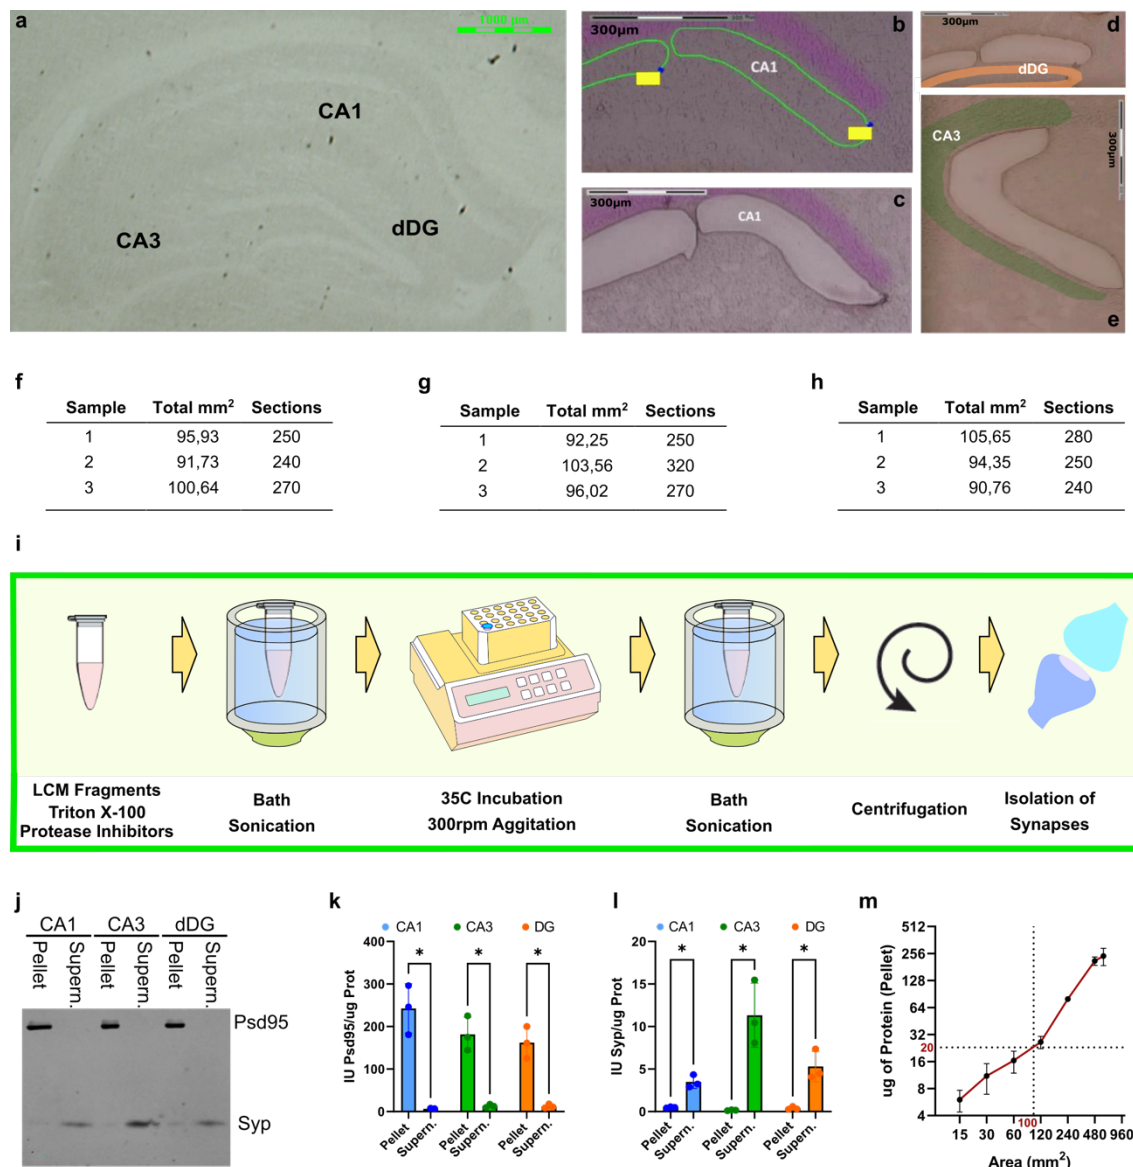 a
1000 µm
CA1
CA3
dDG
b
300µm
CA1
c
300µm
CA1
d
300µm
dDG
CA3
300µm
e
f
Sample Total mm2 Sections
1 95,93 250
2 91,73 240
3 100,64 270
g
Sample Total mm2 Sections
1 92,25 250
2 103,56 320
3 96,02 270
h
Sample Total mm2 Sections
1 105,65 280
2 94,35 250
3 90,76 240
i
LCM Fragments
Triton X-100
Protease Inhibitors
Bath
Sonication
35C Incubation
300rpm Aggitation
Bath
Sonication
Centrifugation
Isolation of
Synapses
j
CA1 CA3 dDG
Pellet Supern. Pellet Supern. Pellet Supern.
Psd95
Syp
k
CA1 CA3 DG
IU Psd95/ug Prot
400
300
200
100
0
* * *
Pellet Supern. Pellet Supern. Pellet Supern.
l
CA1 CA3 DG
IU Syp/ug Prot
20
15
10
5
0
* * *
Pellet Supern. Pellet Supern. Pellet Supern.
m
ug of Protein (Pellet)
512
256
128
64
32
20
16
8
4
100
15 30 60 120 240 480 960
Area (mm2)